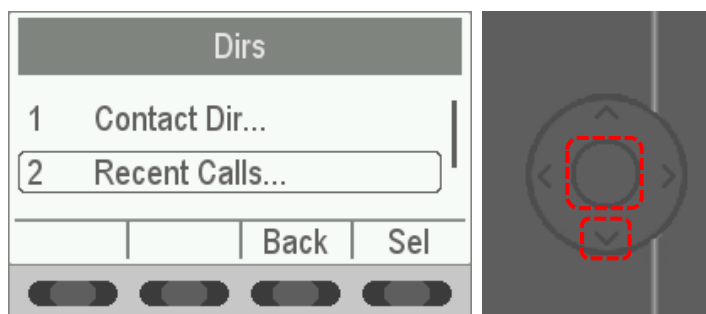 Dirs
1 Contact Dir...
2 Recent Calls...
Back Sel